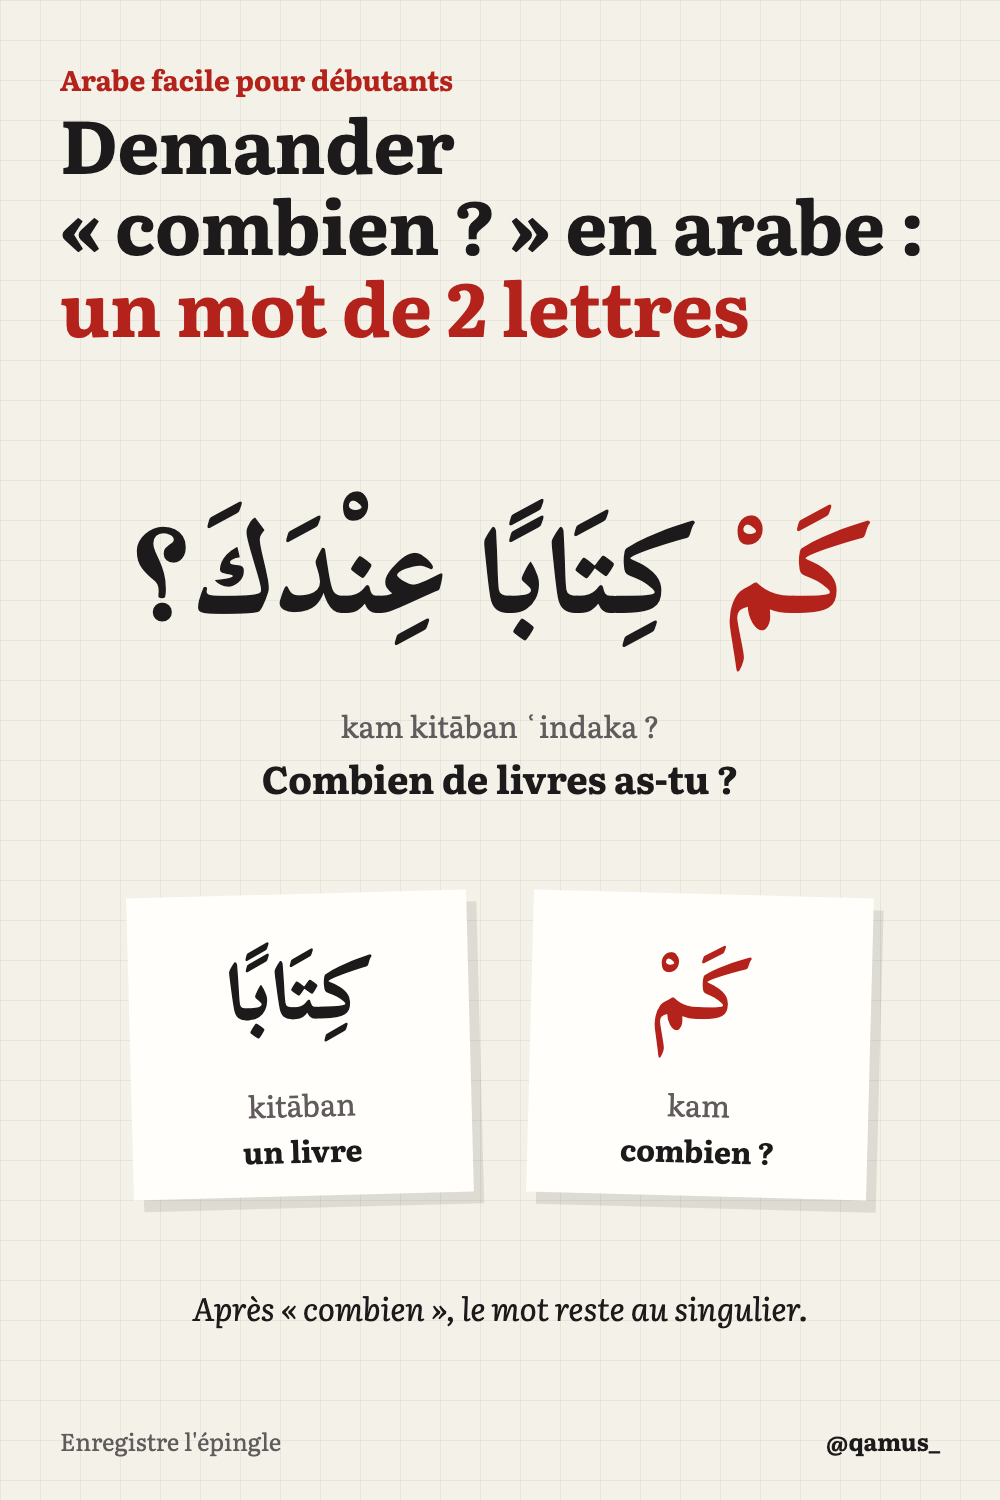 Arabe facile pour débutants
Demander
« combien ? » en arabe :
un mot de 2 lettres
كَمْ كِتَابًا عِنْدَكَ؟
kam kitāban ʿindaka ?
Combien de livres as-tu ?
كِتَابًا
kitāban
un livre
كَمْ
kam
combien ?
Après « combien », le mot reste au singulier.
Enregistre l'épingle
@qamus_